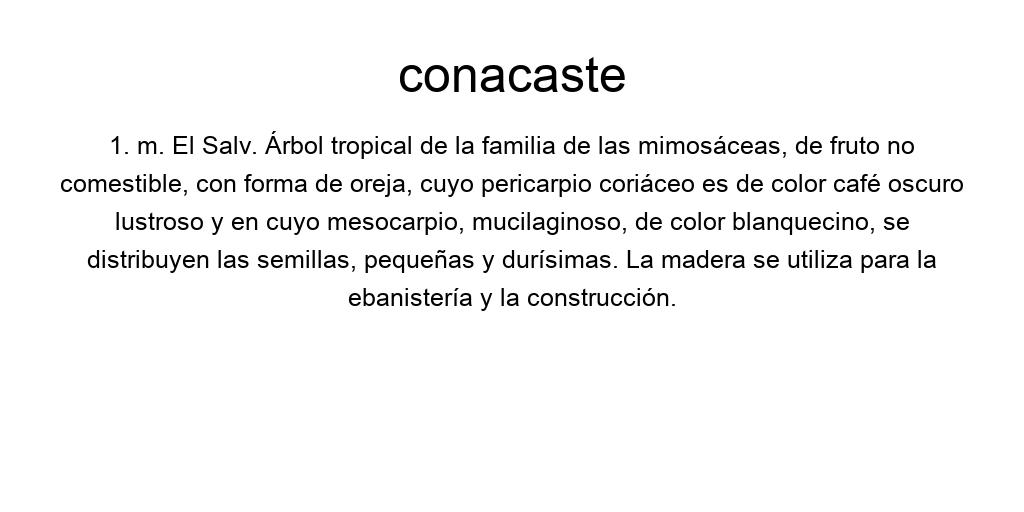 conacaste
1. m. El Salv. Árbol tropical de la familia de las mimosáceas, de fruto no
comestible, con forma de oreja, cuyo pericarpio coriáceo es de color café oscuro
lustroso y en cuyo mesocarpio, mucilaginoso, de color blanquecino, se
distribuyen las semillas, pequeñas y durísimas. La madera se utiliza para la
ebanistería y la construcción.